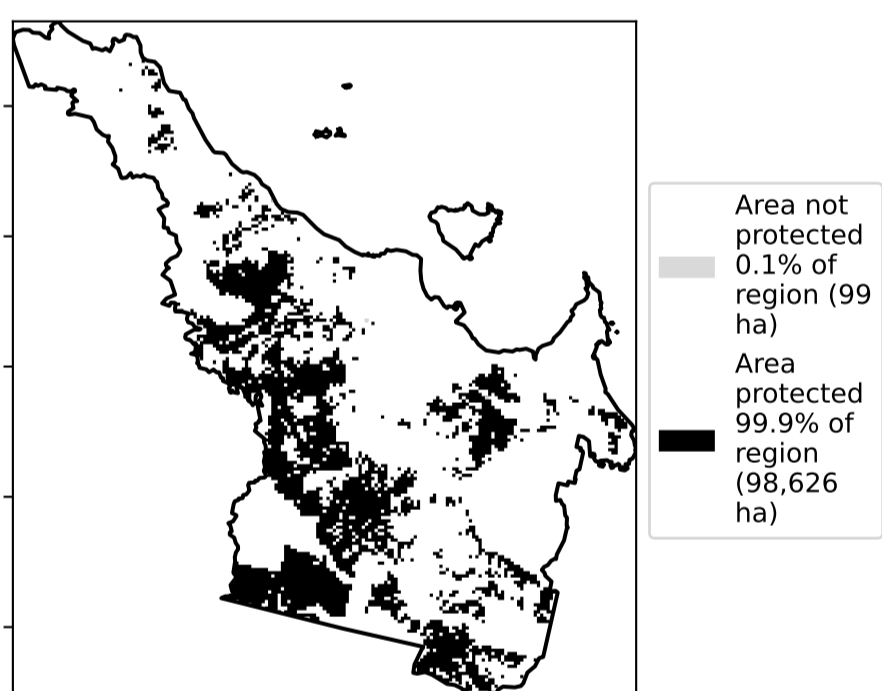 Area not
protected
0.1% of
region (99
ha)
Area
protected
99.9% of
region
(98,626
ha)